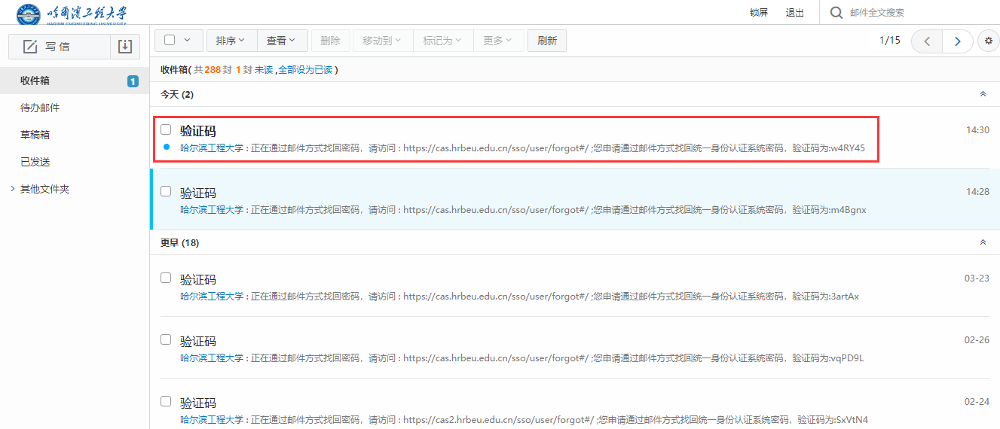 哈爾濱工程大学
HARBIN ENGINEERING UNIVERSITY
锁屏 退出 邮件全文搜索
写 信
排序 查看 删除 移动到 标记为 更多 刷新 1/15
收件箱 1
待办邮件
草稿箱
已发送
其他文件夹
收件箱( 共 288 封 1 封 未读 ,全部设为已读 )
今天 (2)
验证码 14:30
哈尔滨工程大学 : 正在通过邮件方式找回密码，请访问 : https://cas.hrbeu.edu.cn/sso/user/forgot#/ ;您申请通过邮件方式找回统一身份认证系统密码，验证码为:w4RY45
验证码 14:28
哈尔滨工程大学 : 正在通过邮件方式找回密码，请访问 : https://cas.hrbeu.edu.cn/sso/user/forgot#/ ;您申请通过邮件方式找回统一身份认证系统密码，验证码为:m4Bgnx
更早 (18)
验证码 03-23
哈尔滨工程大学 : 正在通过邮件方式找回密码，请访问 : https://cas.hrbeu.edu.cn/sso/user/forgot#/ ;您申请通过邮件方式找回统一身份认证系统密码，验证码为:3artAx
验证码 02-26
哈尔滨工程大学 : 正在通过邮件方式找回密码，请访问 : https://cas.hrbeu.edu.cn/sso/user/forgot#/ ;您申请通过邮件方式找回统一身份认证系统密码，验证码为:vqPD9L
验证码 02-24
哈尔滨工程大学 : 正在通过邮件方式找回密码，请访问 : https://cas2.hrbeu.edu.cn/sso/user/forgot#/ ;您申请通过邮件方式找回统一身份认证系统密码，验证码为:SxVtN4